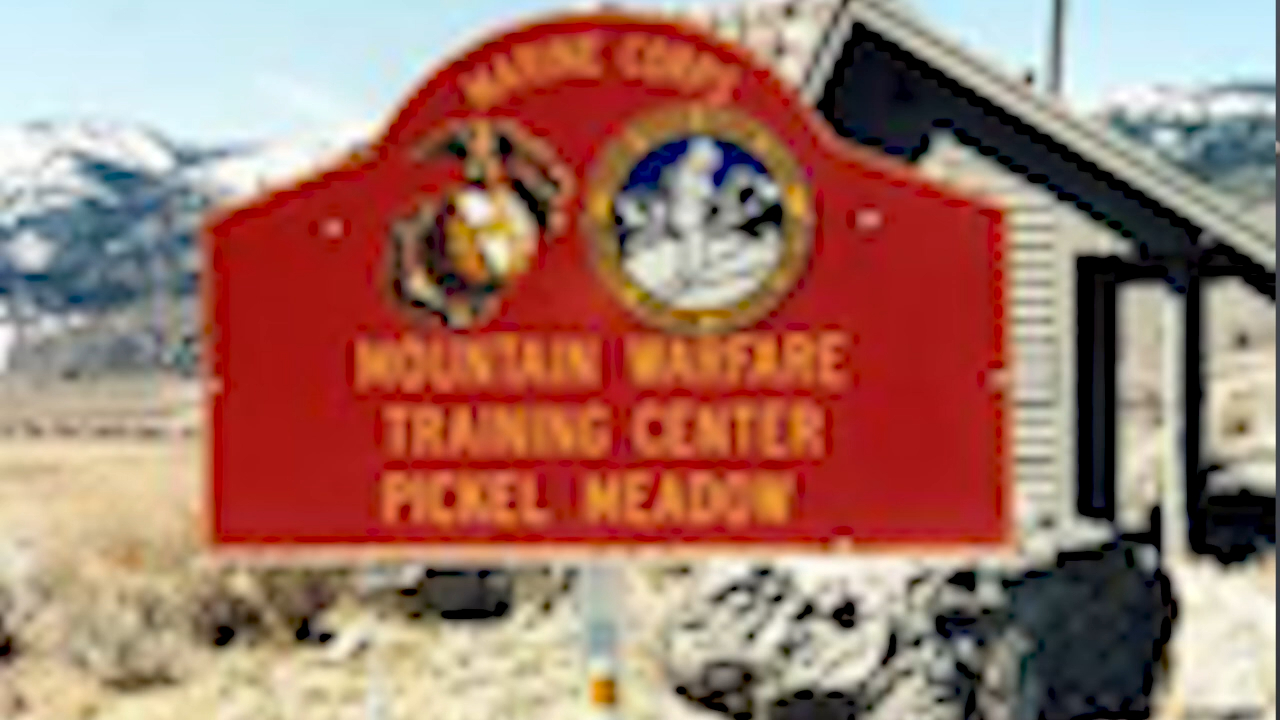 MARINE CORPS
MOUNTAIN WARFARE
TRAINING CENTER
PICKEL MEADOW